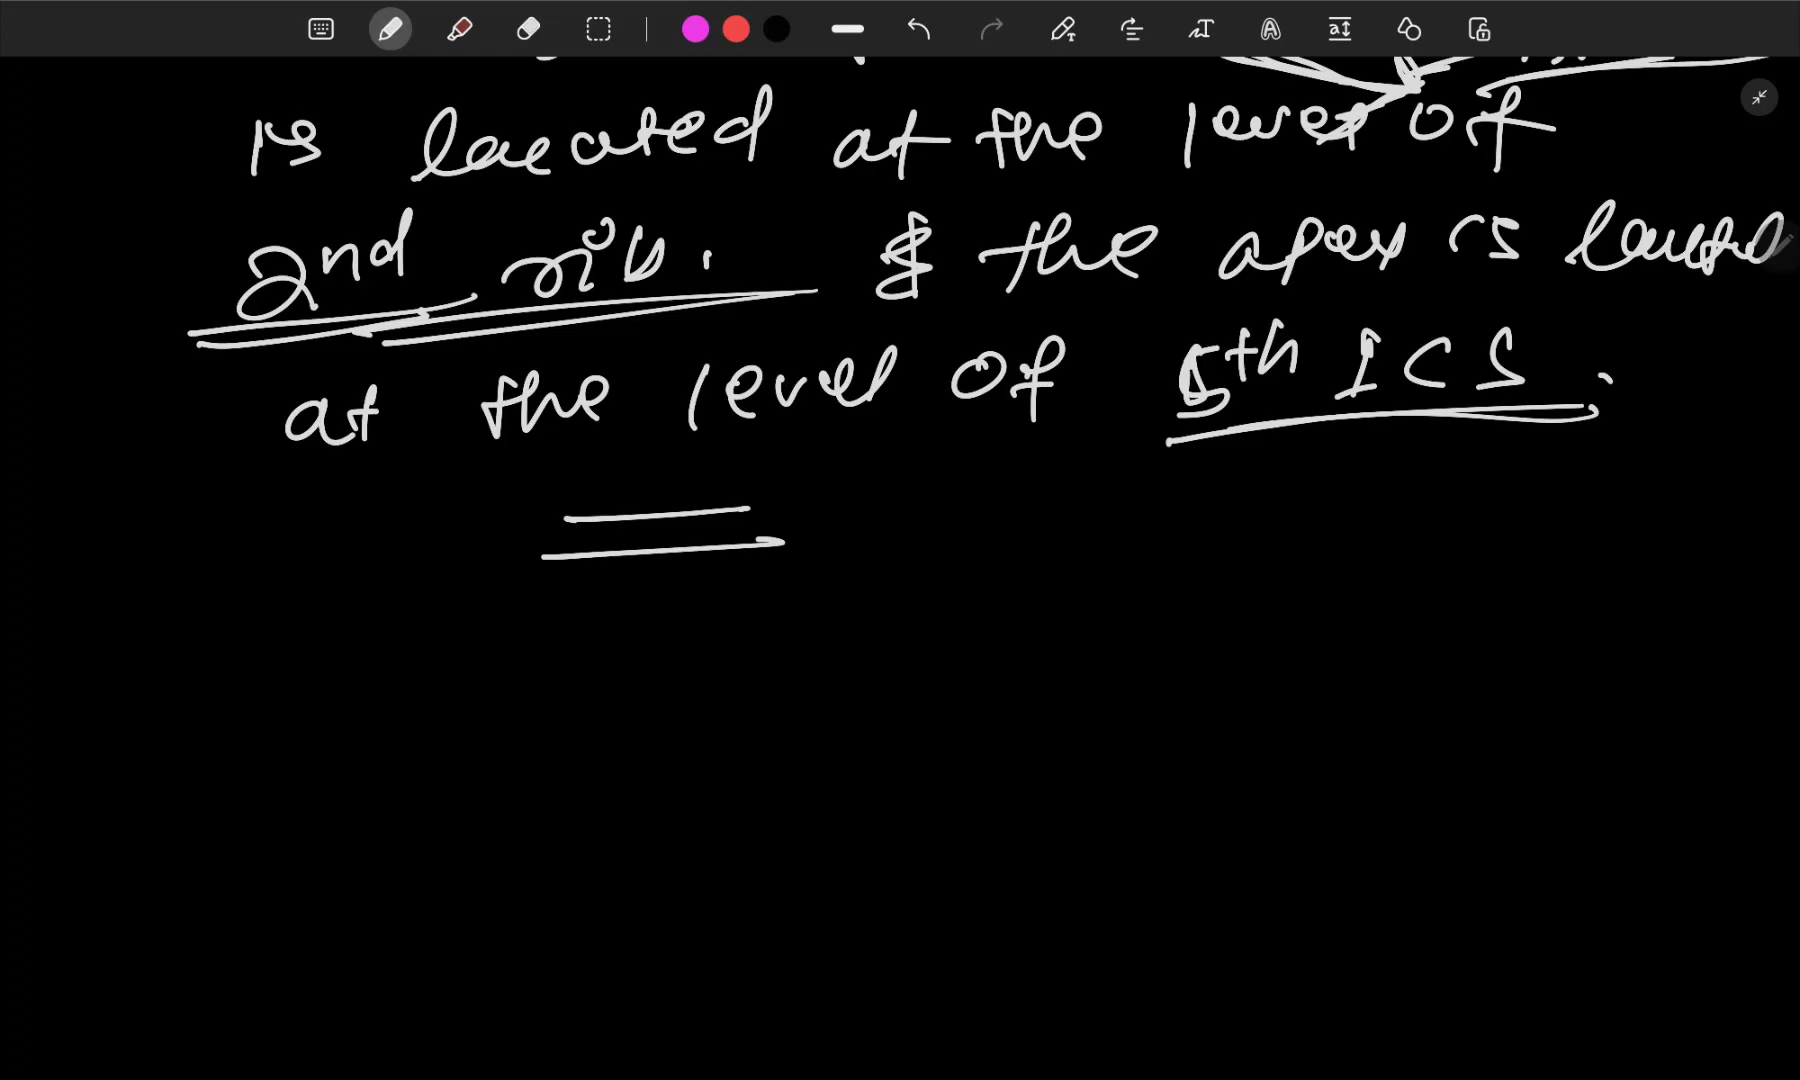 is located at the level of
2nd rib. & the apex is located
at the level of 5th ICS.